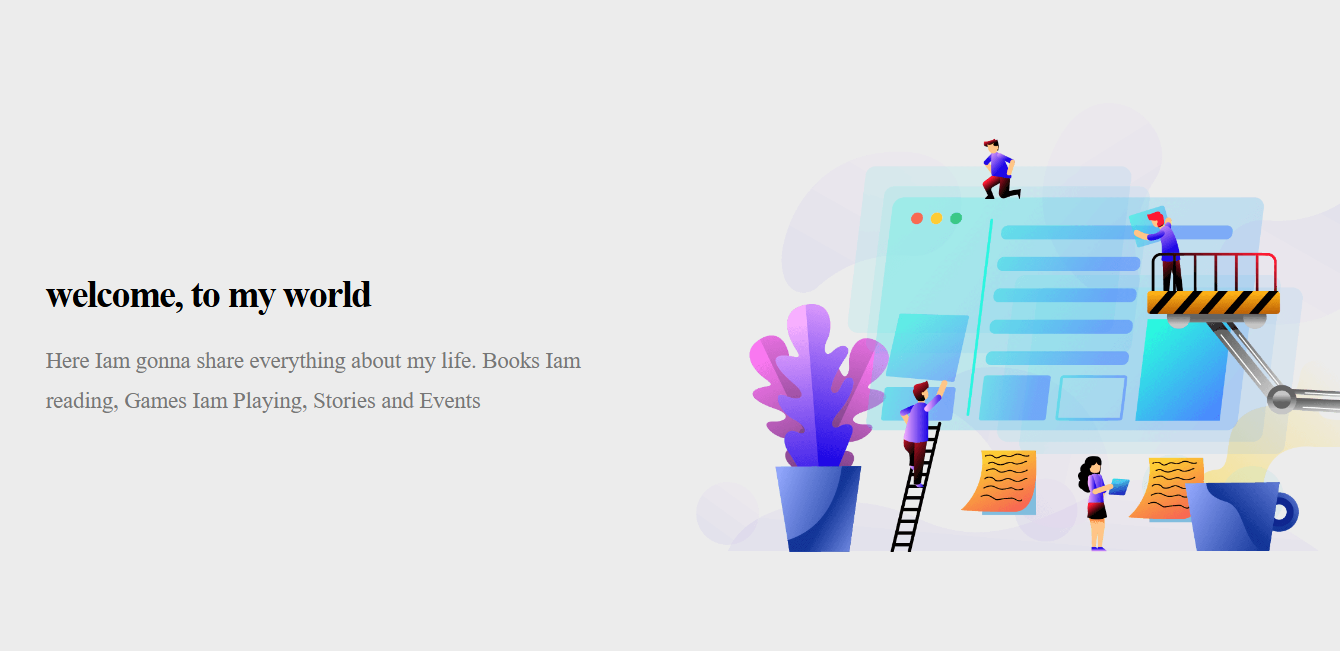 welcome, to my world
Here Iam gonna share everything about my life. Books Iam
reading, Games Iam Playing, Stories and Events